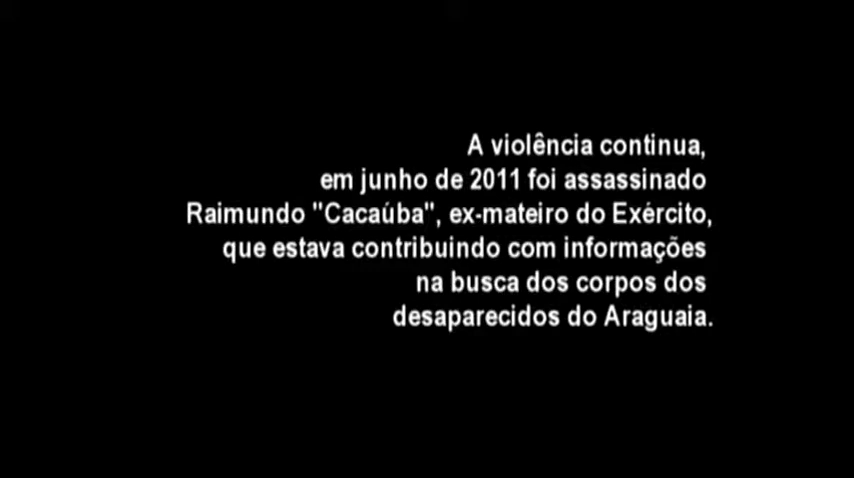 A violência continua,
em junho de 2011 foi assassinado
Raimundo "Cacaúba", ex-mateiro do Exército,
que estava contribuindo com informações
na busca dos corpos dos
desaparecidos do Araguaia.